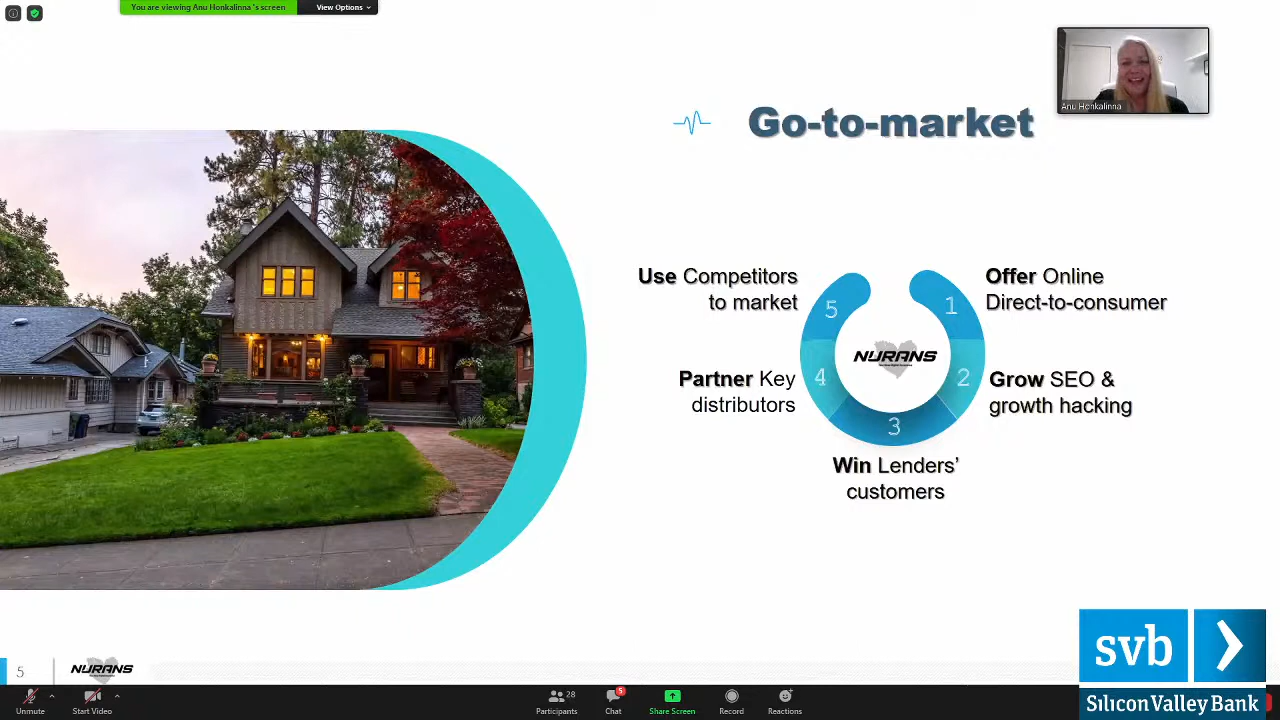 You are viewing Anu Honkalinna 's screen
View Options
Anu Honkalinna
Go-to-market
Use Competitors
to market
Offer Online
Direct-to-consumer
5
1
NURANS
Partner Key
distributors
4
2
Grow SEO &
growth hacking
3
Win Lenders’
customers
svb
Silicon Valley Bank
5
NURANS
Unmute
Start Video
Participants
28
Chat
5
Share Screen
Record
Reactions